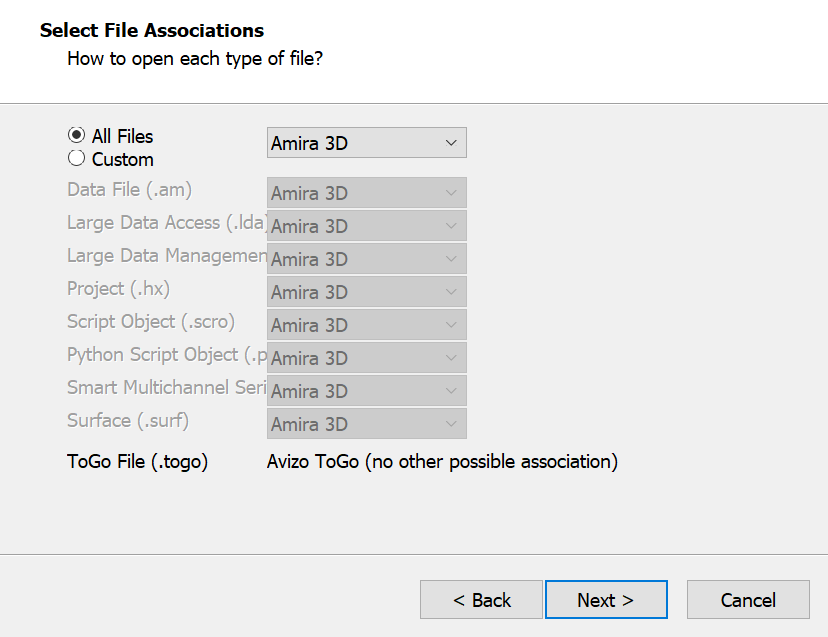 Select File Associations
How to open each type of file?
All Files Amira 3D
Custom
Data File (.am) Amira 3D
Large Data Access (.lda) Amira 3D
Large Data Managemen Amira 3D
Project (.hx) Amira 3D
Script Object (.scro) Amira 3D
Python Script Object (.p Amira 3D
Smart Multichannel Seri Amira 3D
Surface (.surf) Amira 3D
ToGo File (.togo) Avizo ToGo (no other possible association)
< Back Next > Cancel